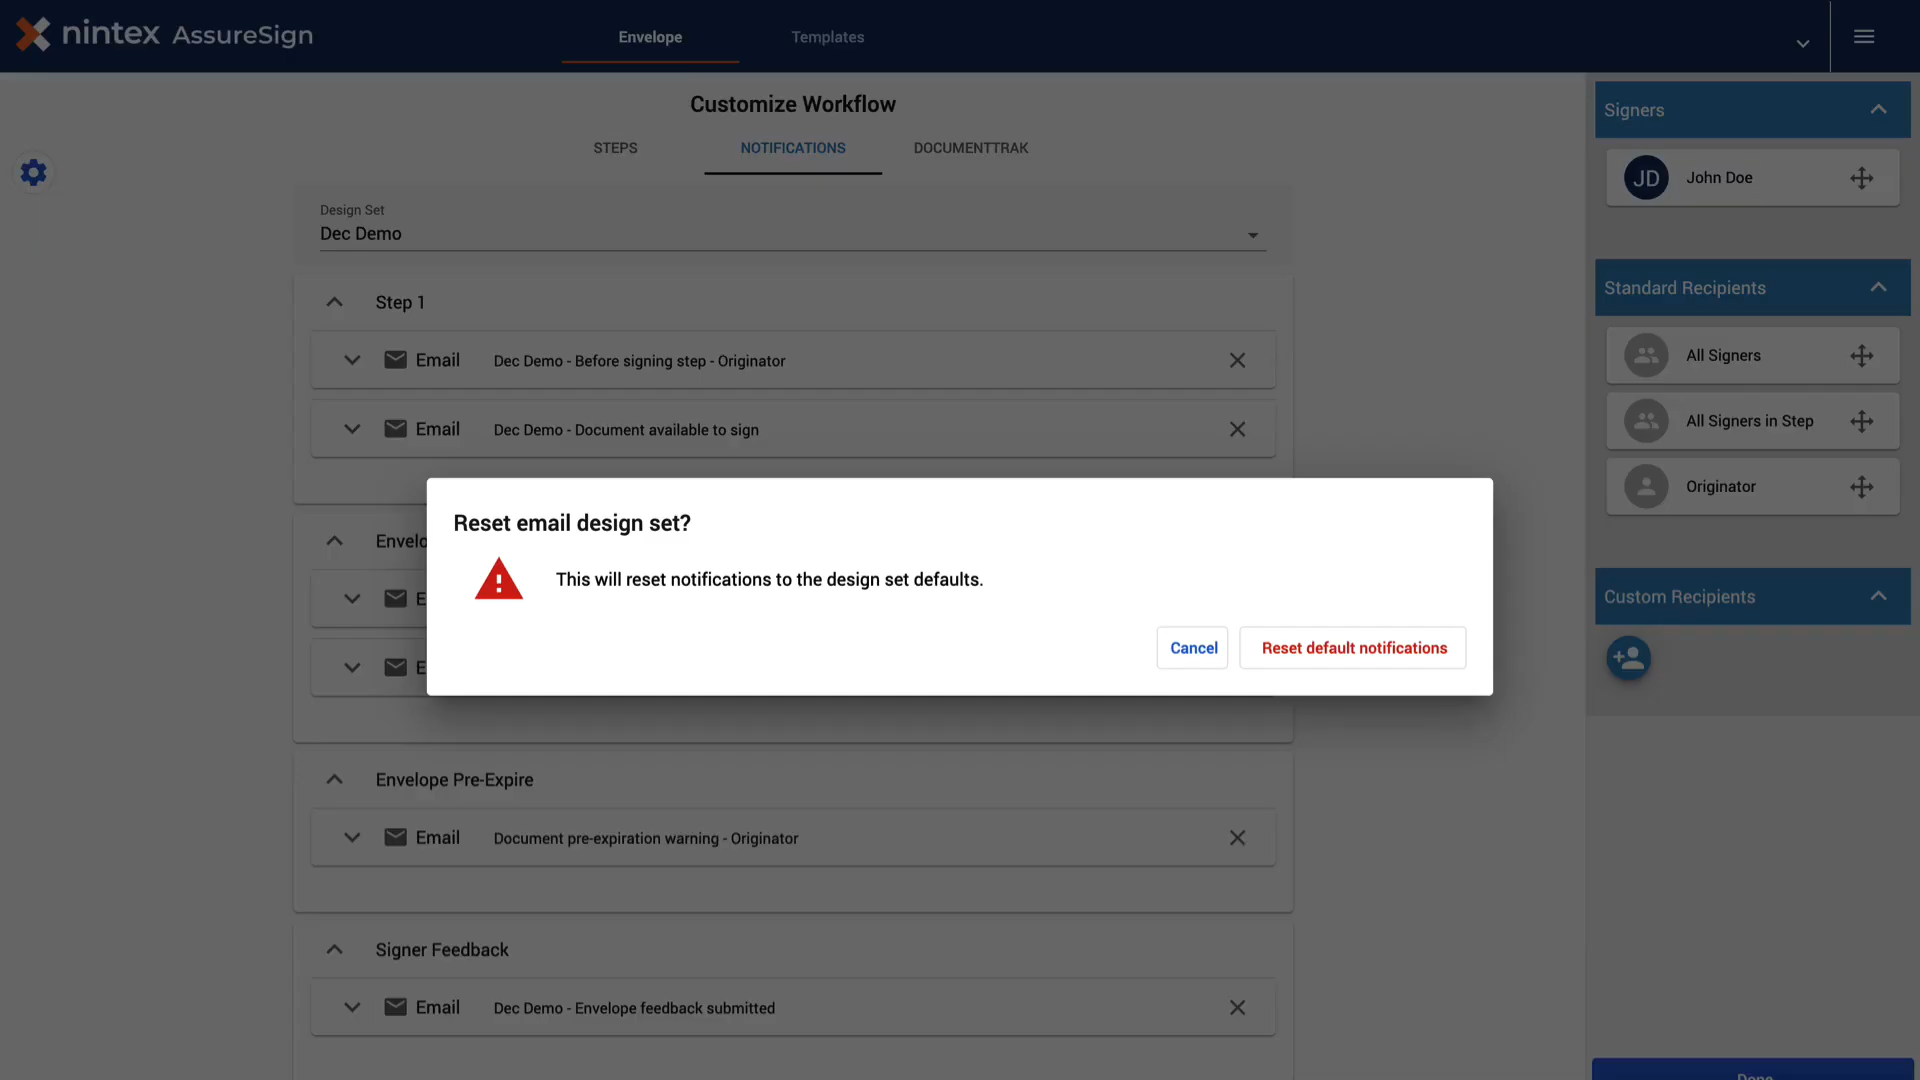 nintex AssureSign
Envelope
Templates
Customize Workflow
STEPS
NOTIFICATIONS
DOCUMENTTRAK
Design Set
Dec Demo
Step 1
Email
Dec Demo - Before signing step - Originator
Email
Dec Demo - Document available to sign
Reset email design set?
This will reset notifications to the design set defaults.
Cancel
Reset default notifications
Envelope Pre-Expire
Email
Document pre-expiration warning - Originator
Signer Feedback
Email
Dec Demo - Envelope feedback submitted
Signers
JD
John Doe
Standard Recipients
All Signers
All Signers in Step
Originator
Custom Recipients